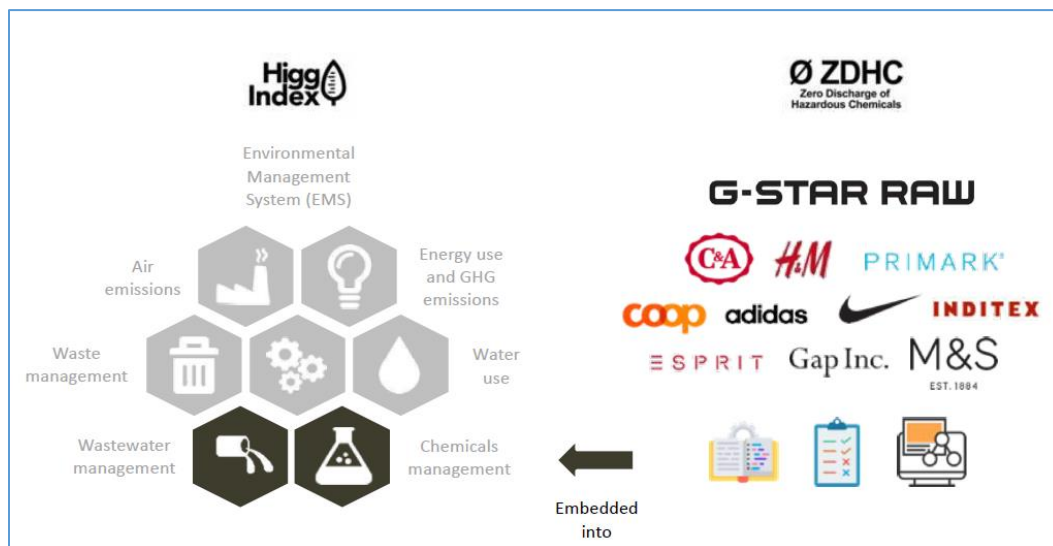 Higg
Index
Ø ZDHC
Zero Discharge of
Hazardous Chemicals
Environmental
Management
System (EMS)
G-STAR RAW
Air
emissions
Energy use
and GHG
emissions
C&A
H&M
PRIMARK®
coop
adidas
INDITEX
Waste
management
Water
use
ESPRIT
Gap Inc.
M&S
EST. 1884
Wastewater
management
Chemicals
management
Embedded
into